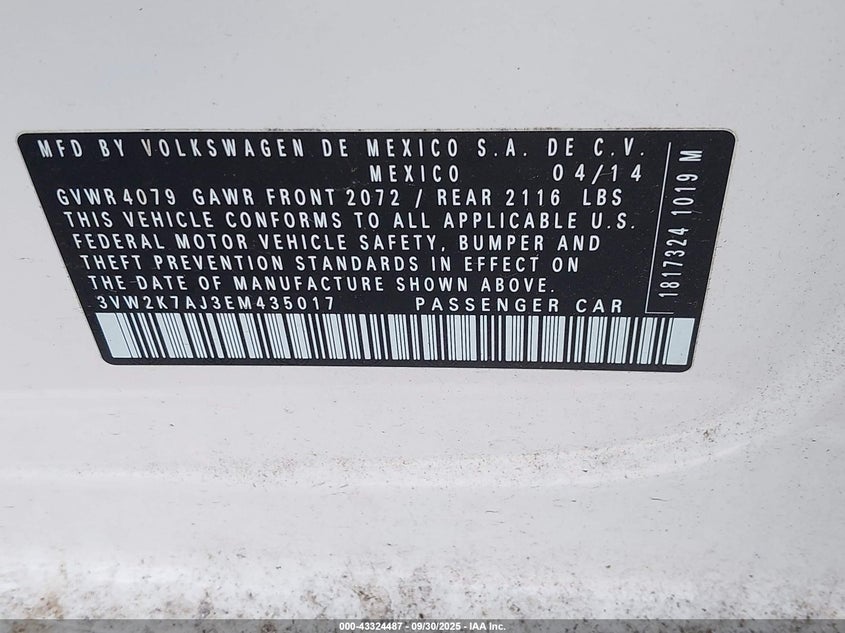 MFD BY VOLKSWAGEN DE MEXICO S.A. DE C.V.
MEXICO 04/14
GVWR 4079 GAWR FRONT 2072 / REAR 2116 LBS
THIS VEHICLE CONFORMS TO ALL APPLICABLE U.S.
FEDERAL MOTOR VEHICLE SAFETY, BUMPER AND
THEFT PREVENTION STANDARDS IN EFFECT ON
THE DATE OF MANUFACTURE SHOWN ABOVE.
3VW2K7AJ3EM435017 PASSENGER CAR
1817324 1019 M
000-43324487 - 09/30/2025 - IAA Inc.